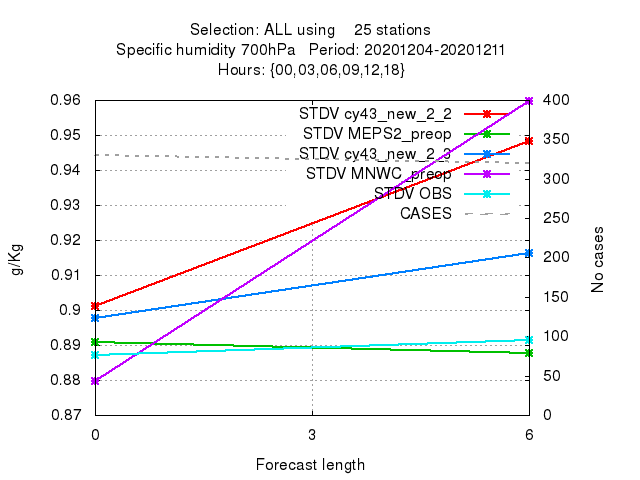 Selection: ALL using    25 stations
Specific humidity 700hPa   Period: 20201204-20201211
Hours: {00,03,06,09,12,18}
0.96
0.95
0.94
0.93
0.92
0.91
0.9
0.89
0.88
0.87
g/Kg
STDV cy43_new_2_2
STDV MEPS2_preop
STDV cy43_new_2_3
STDV MNWC_preop
STDV OBS
CASES
400
350
300
250
200
150
100
50
0
No cases
0 3 6
Forecast length